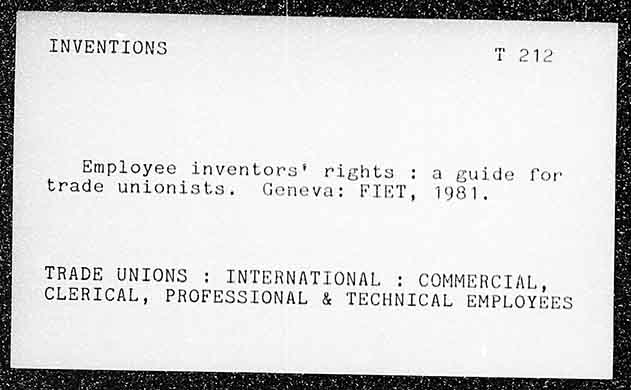 INVENTIONS
T 212
Employee inventors' rights : a guide for
trade unionists. Geneva: FIET, 1981.
TRADE UNIONS : INTERNATIONAL : COMMERCIAL,
CLERICAL, PROFESSIONAL & TECHNICAL EMPLOYEES